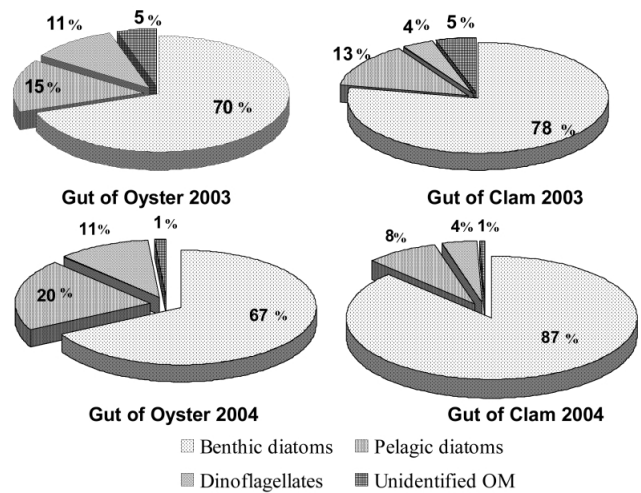 11% 5%
15% 70 %
Gut of Oyster 2003
4% 5%
13%
78 %
Gut of Clam 2003
11% 1%
20 % 67 %
Gut of Oyster 2004
8% 4% 1%
87 %
Gut of Clam 2004
Benthic diatoms Pelagic diatoms
Dinoflagellates Unidentified OM